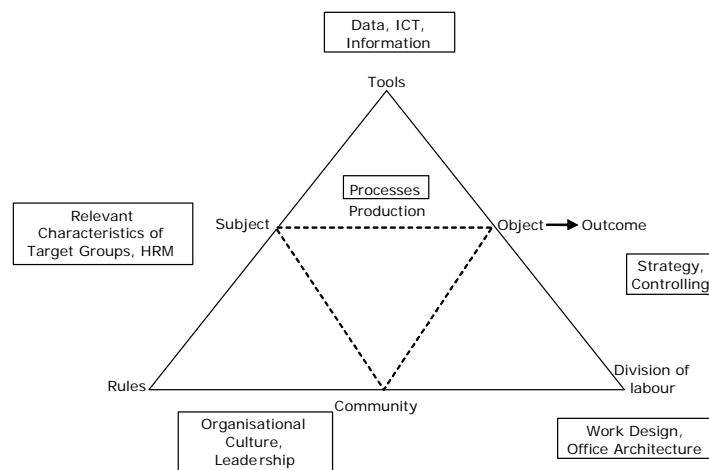 Data, ICT,
Information
Tools
Processes
Production
Relevant
Characteristics of
Target Groups, HRM
Subject
Object
Outcome
Strategy,
Controlling
Rules
Community
Division of
labour
Organisational
Culture,
Leadership
Work Design,
Office Architecture